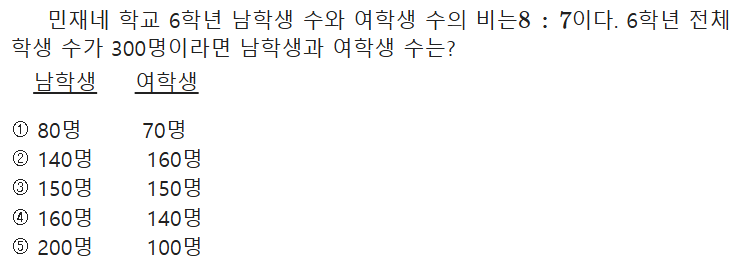 민재네 학교 6학년 남학생 수와 여학생 수의 비는8 : 7이다. 6학년 전체
학생 수가 300명이라면 남학생과 여학생 수는?
남학생 여학생
① 80명 70명
② 140명 160명
③ 150명 150명
④ 160명 140명
⑤ 200명 100명